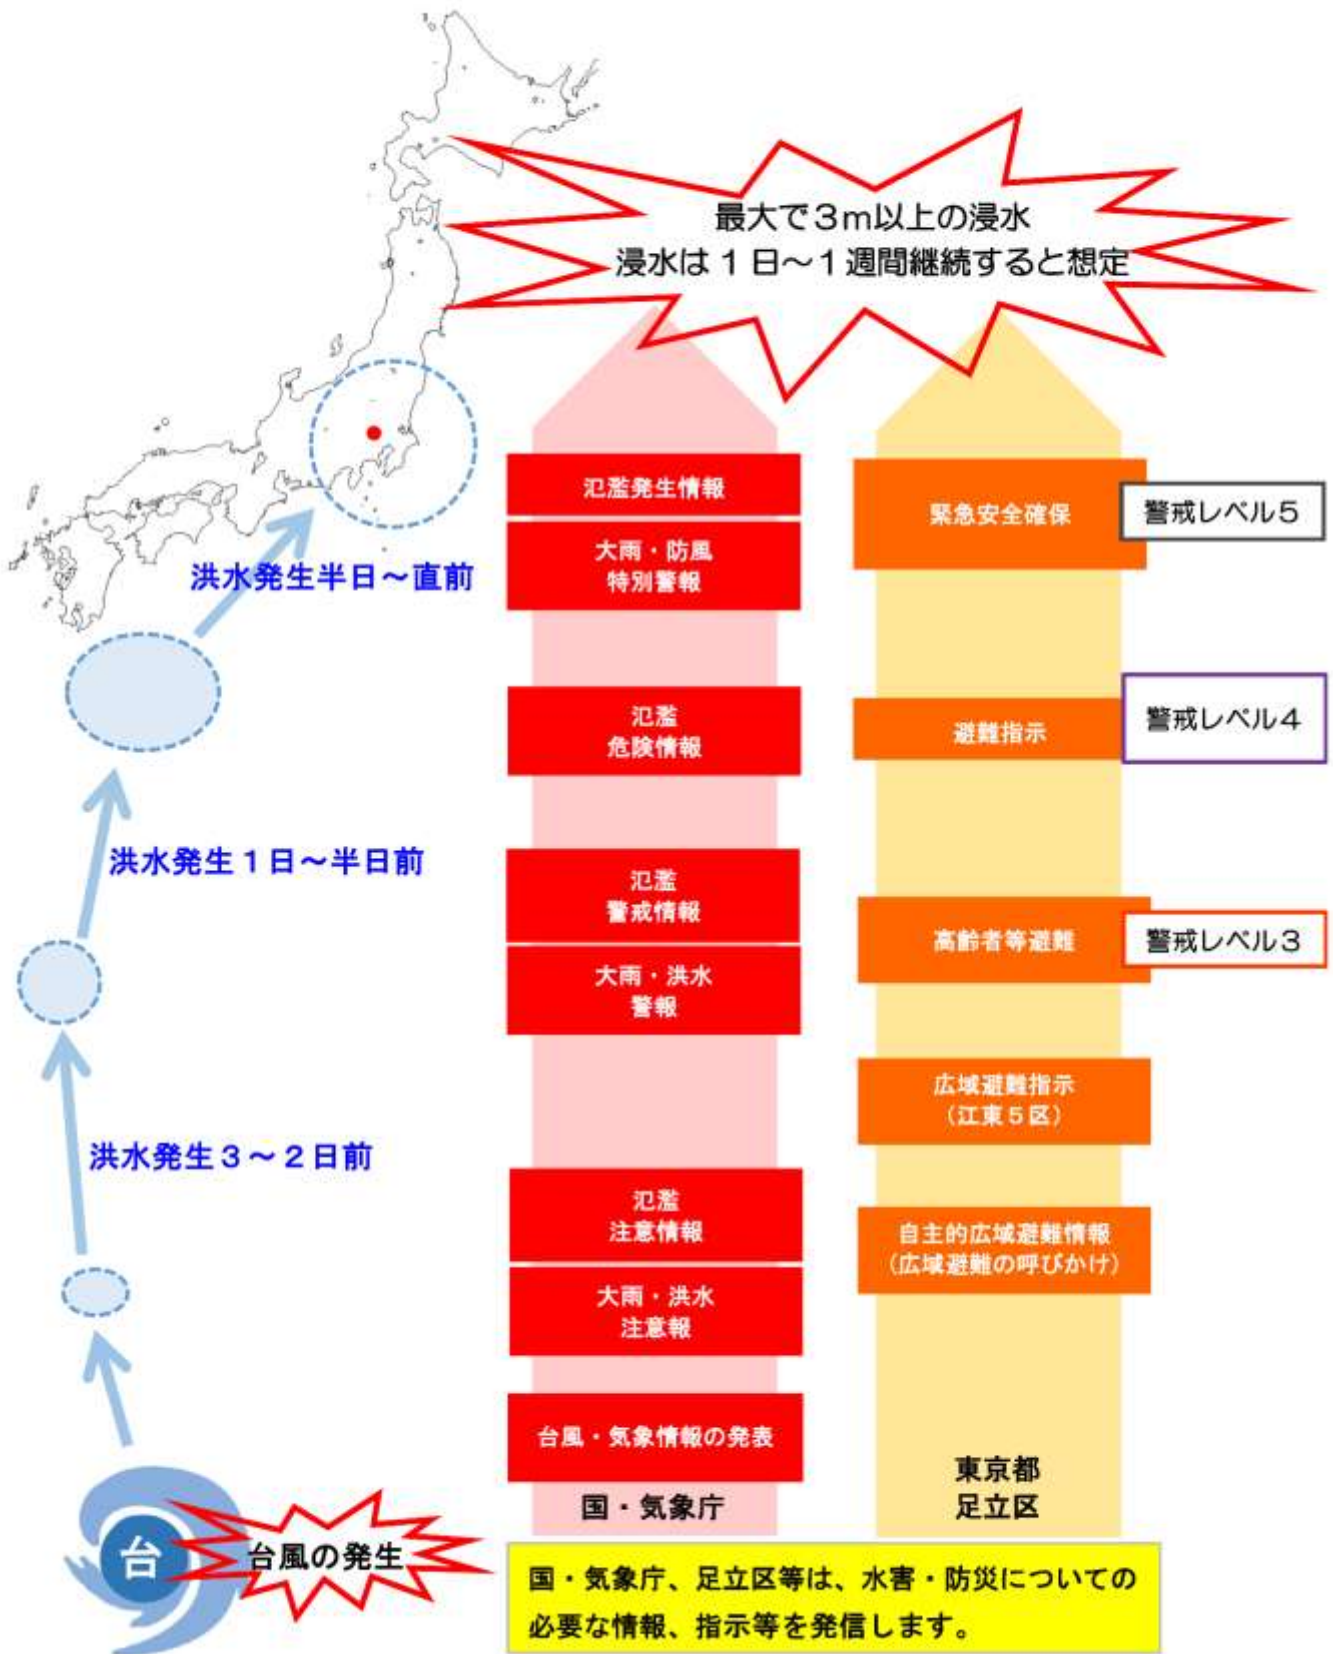 最大で３ｍ以上の浸水
浸水は１日～１週間継続すると想定
氾濫発生情報
大雨・防風
特別警報
緊急安全確保
警戒レベル５
洪水発生半日～直前
氾濫
危険情報
避難指示
警戒レベル４
洪水発生１日～半日前
氾濫
警戒情報
大雨・洪水
警報
高齢者等避難
警戒レベル３
広域避難指示
（江東５区）
洪水発生３～２日前
氾濫
注意情報
大雨・洪水
注意報
自主的広域避難情報
（広域避難の呼びかけ）
台風・気象情報の発表
国・気象庁
東京都
足立区
台
台風の発生
国・気象庁、足立区等は、水害・防災についての
必要な情報、指示等を発信します。